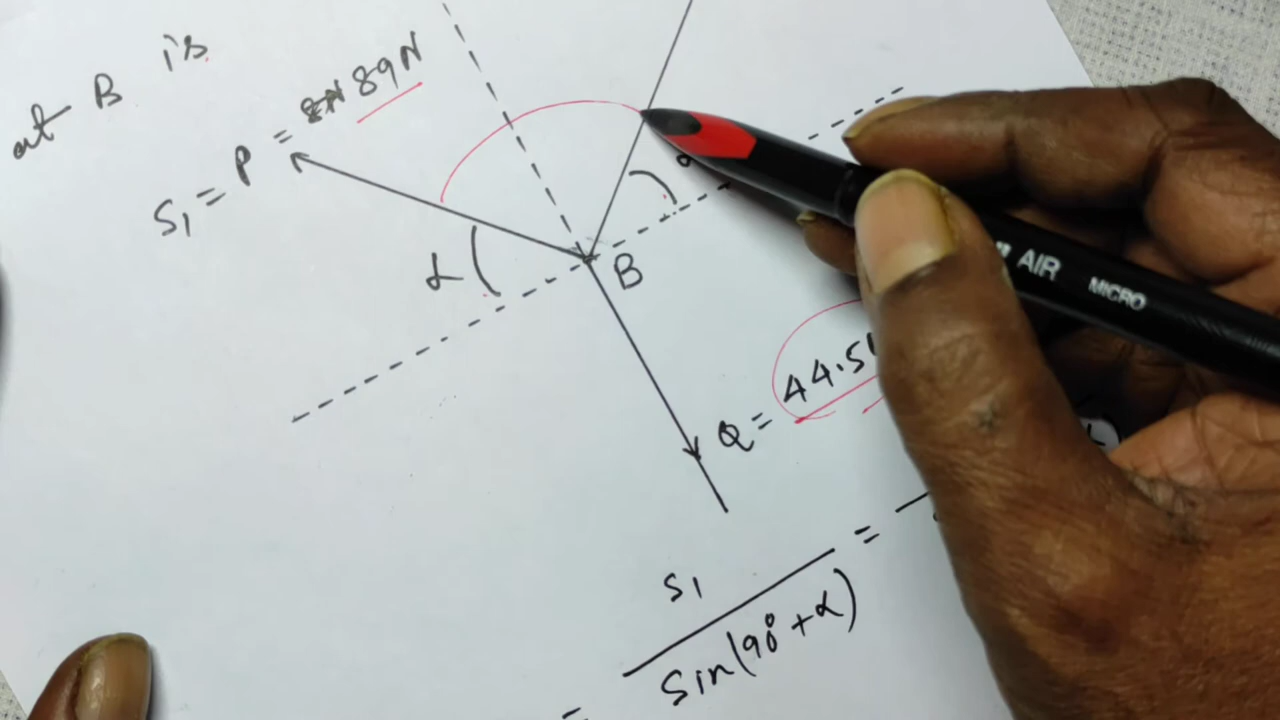 at B is
S1 = P = 89N
α
B
Q = 44.5
S1
=
Sin(90°+α)
=
AIR MICRO